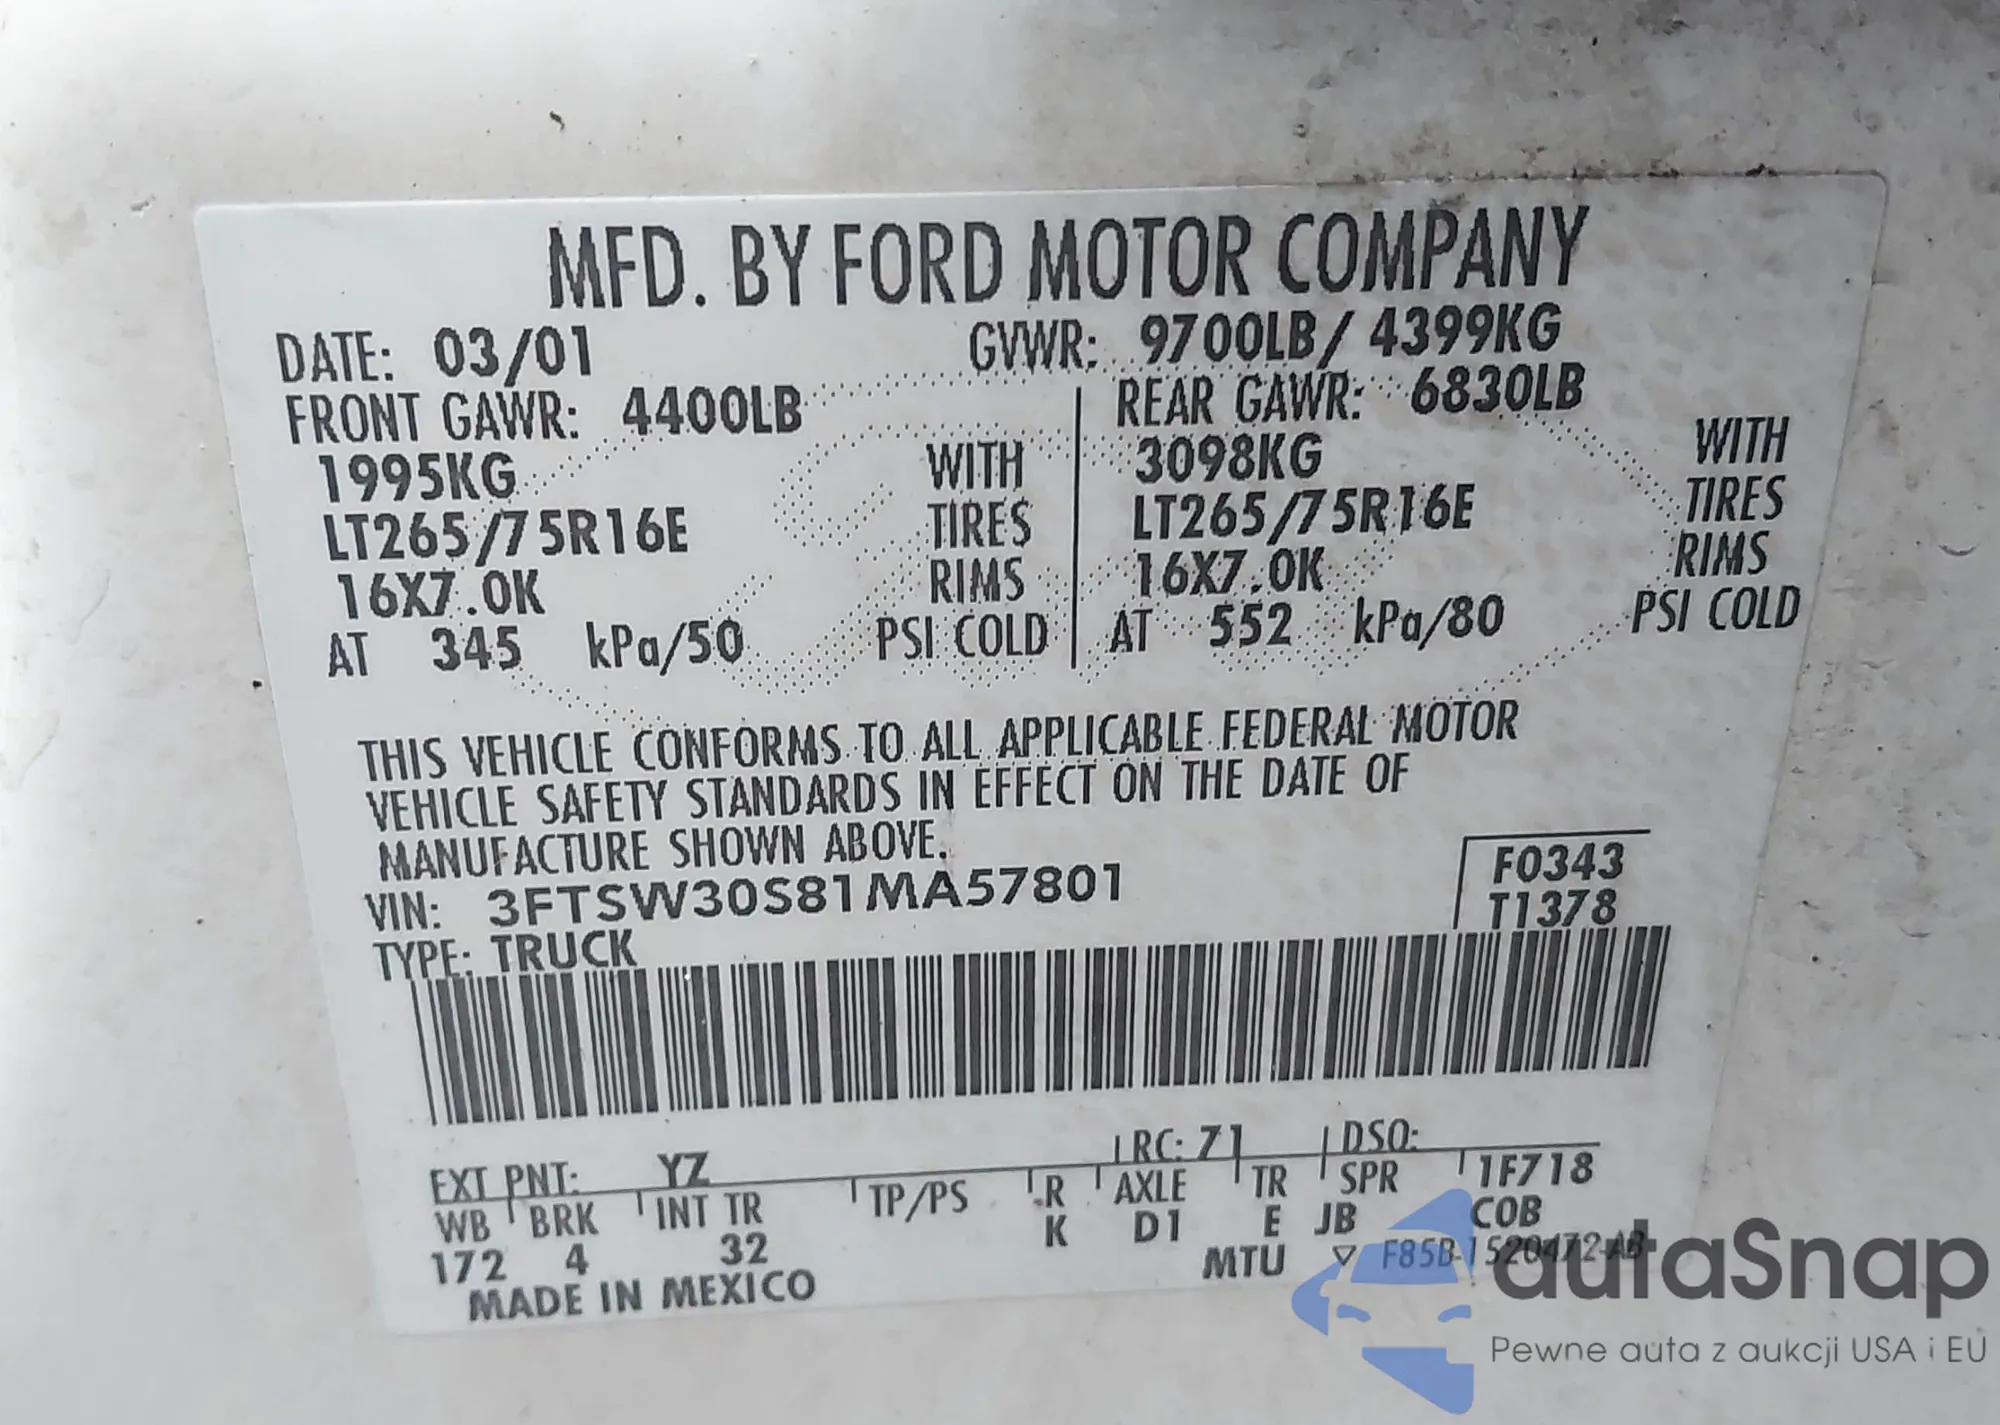 MFD. BY FORD MOTOR COMPANY
DATE: 03/01 GVWR: 9700LB/ 4399KG
FRONT GAWR: 4400LB REAR GAWR: 6830LB
1995KG WITH 3098KG WITH
LT265/75R16E TIRES LT265/75R16E TIRES
16X7.0K RIMS 16X7.0K RIMS
AT 345 kPa/50 PSI COLD AT 552 kPa/80 PSI COLD
THIS VEHICLE CONFORMS TO ALL APPLICABLE FEDERAL MOTOR
VEHICLE SAFETY STANDARDS IN EFFECT ON THE DATE OF
MANUFACTURE SHOWN ABOVE.
VIN: 3FTSW30S81MA57801 F0343
TYPE: TRUCK T1378
EXT PNT: YZ RC: 71 DSO:
WB BRK INT TR TP/PS R AXLE TR SPR 1F718
172 4 32 K D1 E JB COB
MADE IN MEXICO MTU ▽ F85B-1520472-AB
autaSnap
Pewne auta z aukcji USA i EU